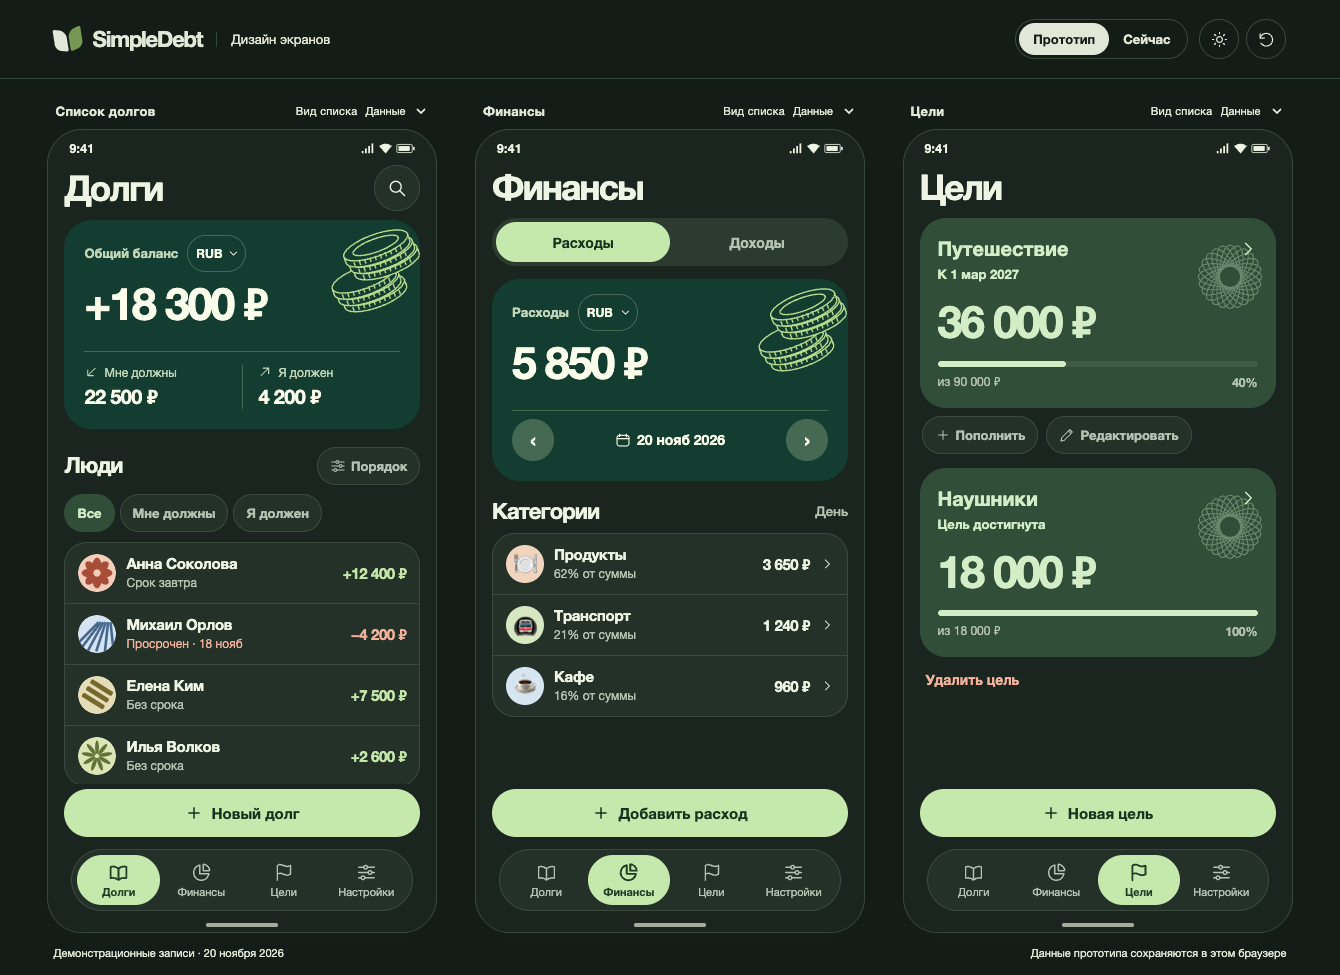 SimpleDebt
Дизайн экранов
Прототип
Сейчас
Список долгов
Вид списка Данные
9:41
Долги
Общий баланс RUB
+18 300 ₽
Мне должны
22 500 ₽
Я должен
4 200 ₽
Люди
Порядок
Все
Мне должны
Я должен
Анна Соколова
Срок завтра
+12 400 ₽
Михаил Орлов
Просрочен · 18 нояб
−4 200 ₽
Елена Ким
Без срока
+7 500 ₽
Илья Волков
Без срока
+2 600 ₽
+ Новый долг
Долги
Финансы
Цели
Настройки
Финансы
Вид списка Данные
9:41
Финансы
Расходы
Доходы
Расходы RUB
5 850 ₽
‹
20 нояб 2026
›
Категории
День
Продукты
62% от суммы
3 650 ₽
Транспорт
21% от суммы
1 240 ₽
Кафе
16% от суммы
960 ₽
+ Добавить расход
Долги
Финансы
Цели
Настройки
Цели
Вид списка Данные
9:41
Цели
Путешествие
К 1 мар 2027
36 000 ₽
из 90 000 ₽
40%
+ Пополнить
Редактировать
Наушники
Цель достигнута
18 000 ₽
из 18 000 ₽
100%
Удалить цель
+ Новая цель
Долги
Финансы
Цели
Настройки
Демонстрационные записи · 20 ноября 2026
Данные прототипа сохраняются в этом браузере